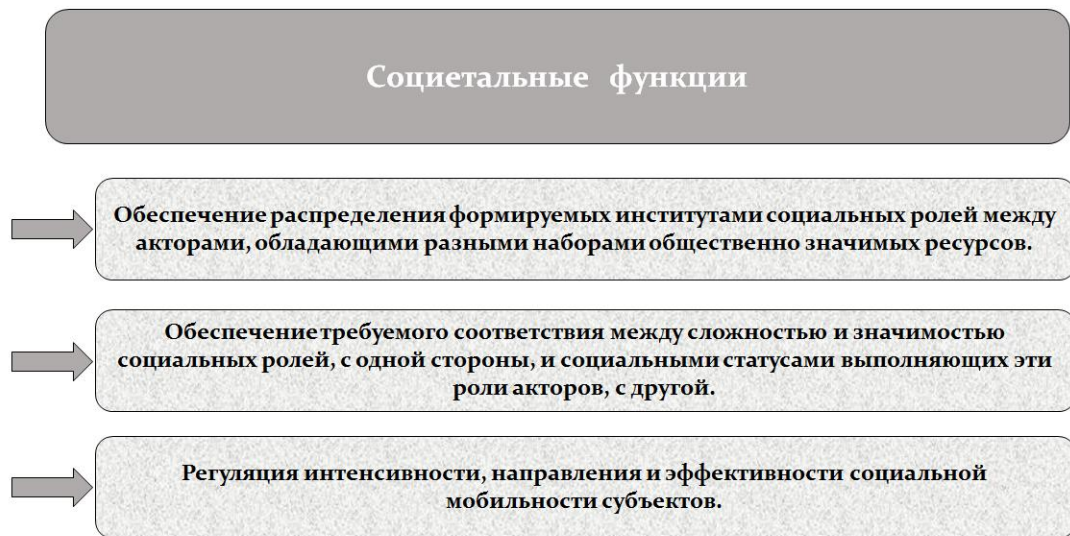 Социетальные функции
Обеспечение распределения формируемых институтами социальных ролей между
акторами, обладающими разными наборами общественно значимых ресурсов.
Обеспечение требуемого соответствия между сложностью и значимостью
социальных ролей, с одной стороны, и социальными статусами выполняющих эти
роли акторов, с другой.
Регуляция интенсивности, направления и эффективности социальной
мобильности субъектов.